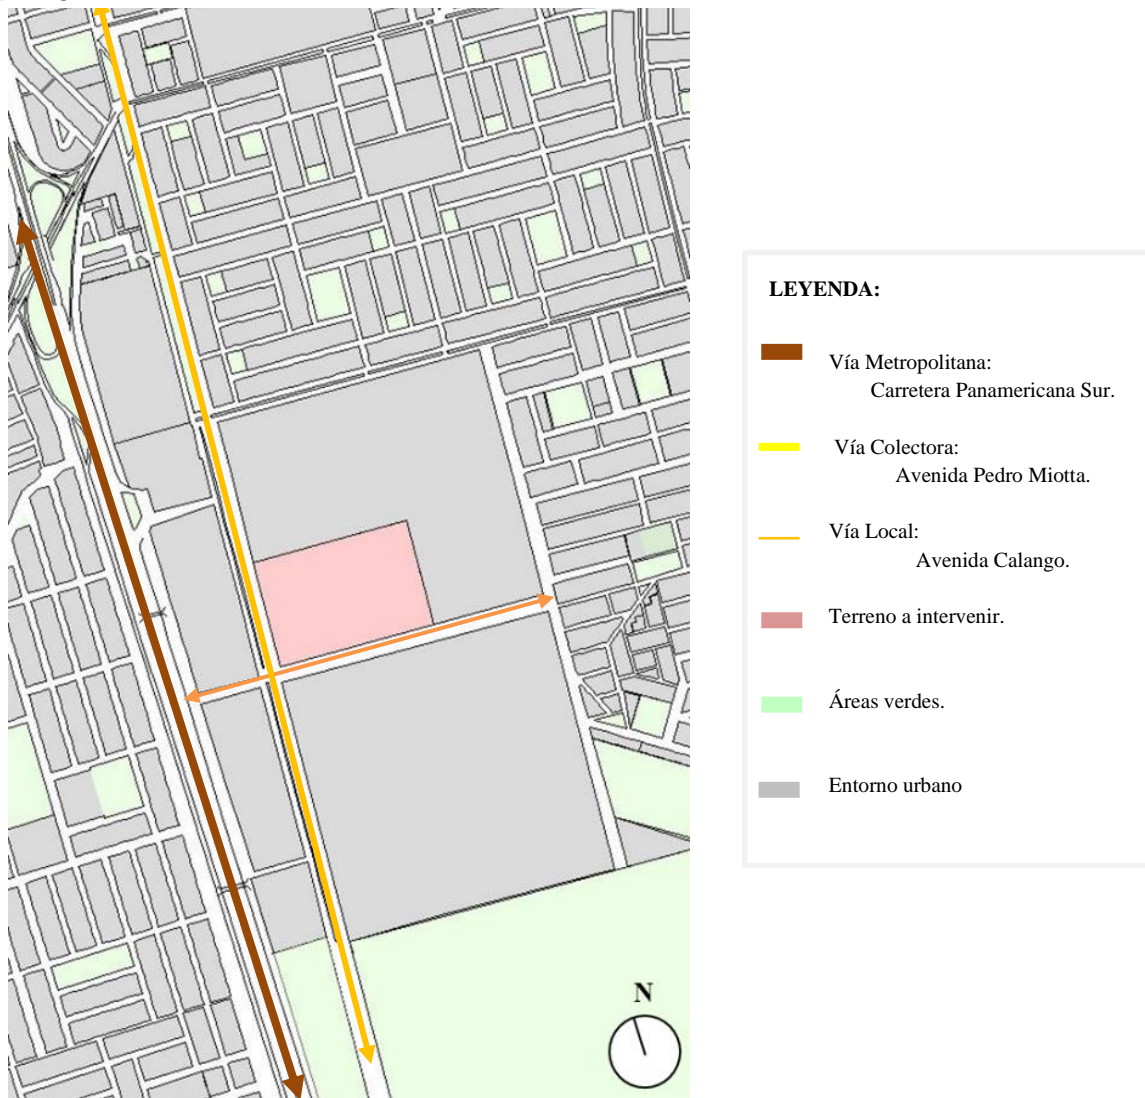 LEYENDA:
Vía Metropolitana:
Carretera Panamericana Sur.
Vía Colectora:
Avenida Pedro Miotta.
Vía Local:
Avenida Calango.
Terreno a intervenir.
Áreas verdes.
Entorno urbano
N